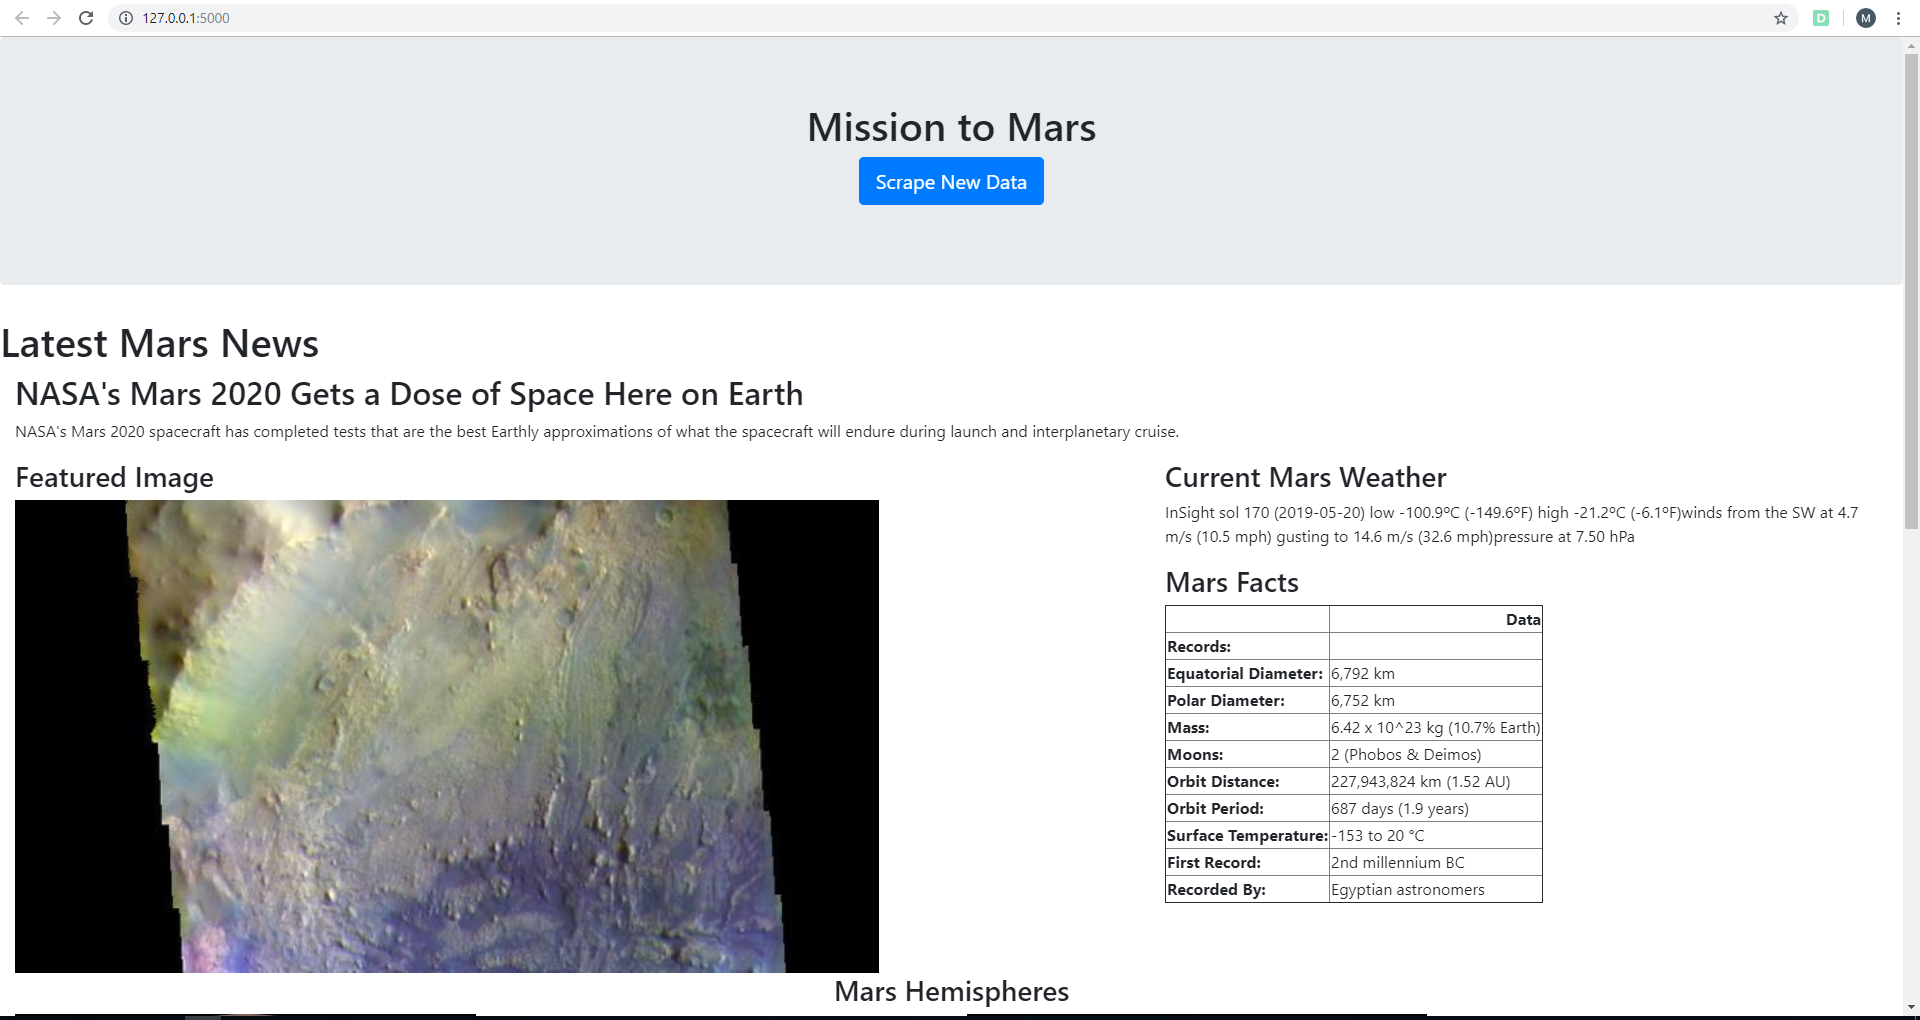 127.0.0.1:5000
D
M
Mission to Mars
Scrape New Data
Latest Mars News
NASA's Mars 2020 Gets a Dose of Space Here on Earth
NASA's Mars 2020 spacecraft has completed tests that are the best Earthly approximations of what the spacecraft will endure during launch and interplanetary cruise.
Featured Image
Current Mars Weather
InSight sol 170 (2019-05-20) low -100.9ºC (-149.6ºF) high -21.2ºC (-6.1ºF)winds from the SW at 4.7
m/s (10.5 mph) gusting to 14.6 m/s (32.6 mph)pressure at 7.50 hPa
Mars Facts
Data
Records:
Equatorial Diameter: 6,792 km
Polar Diameter: 6,752 km
Mass: 6.42 x 10^23 kg (10.7% Earth)
Moons: 2 (Phobos & Deimos)
Orbit Distance: 227,943,824 km (1.52 AU)
Orbit Period: 687 days (1.9 years)
Surface Temperature: -153 to 20 °C
First Record: 2nd millennium BC
Recorded By: Egyptian astronomers
Mars Hemispheres